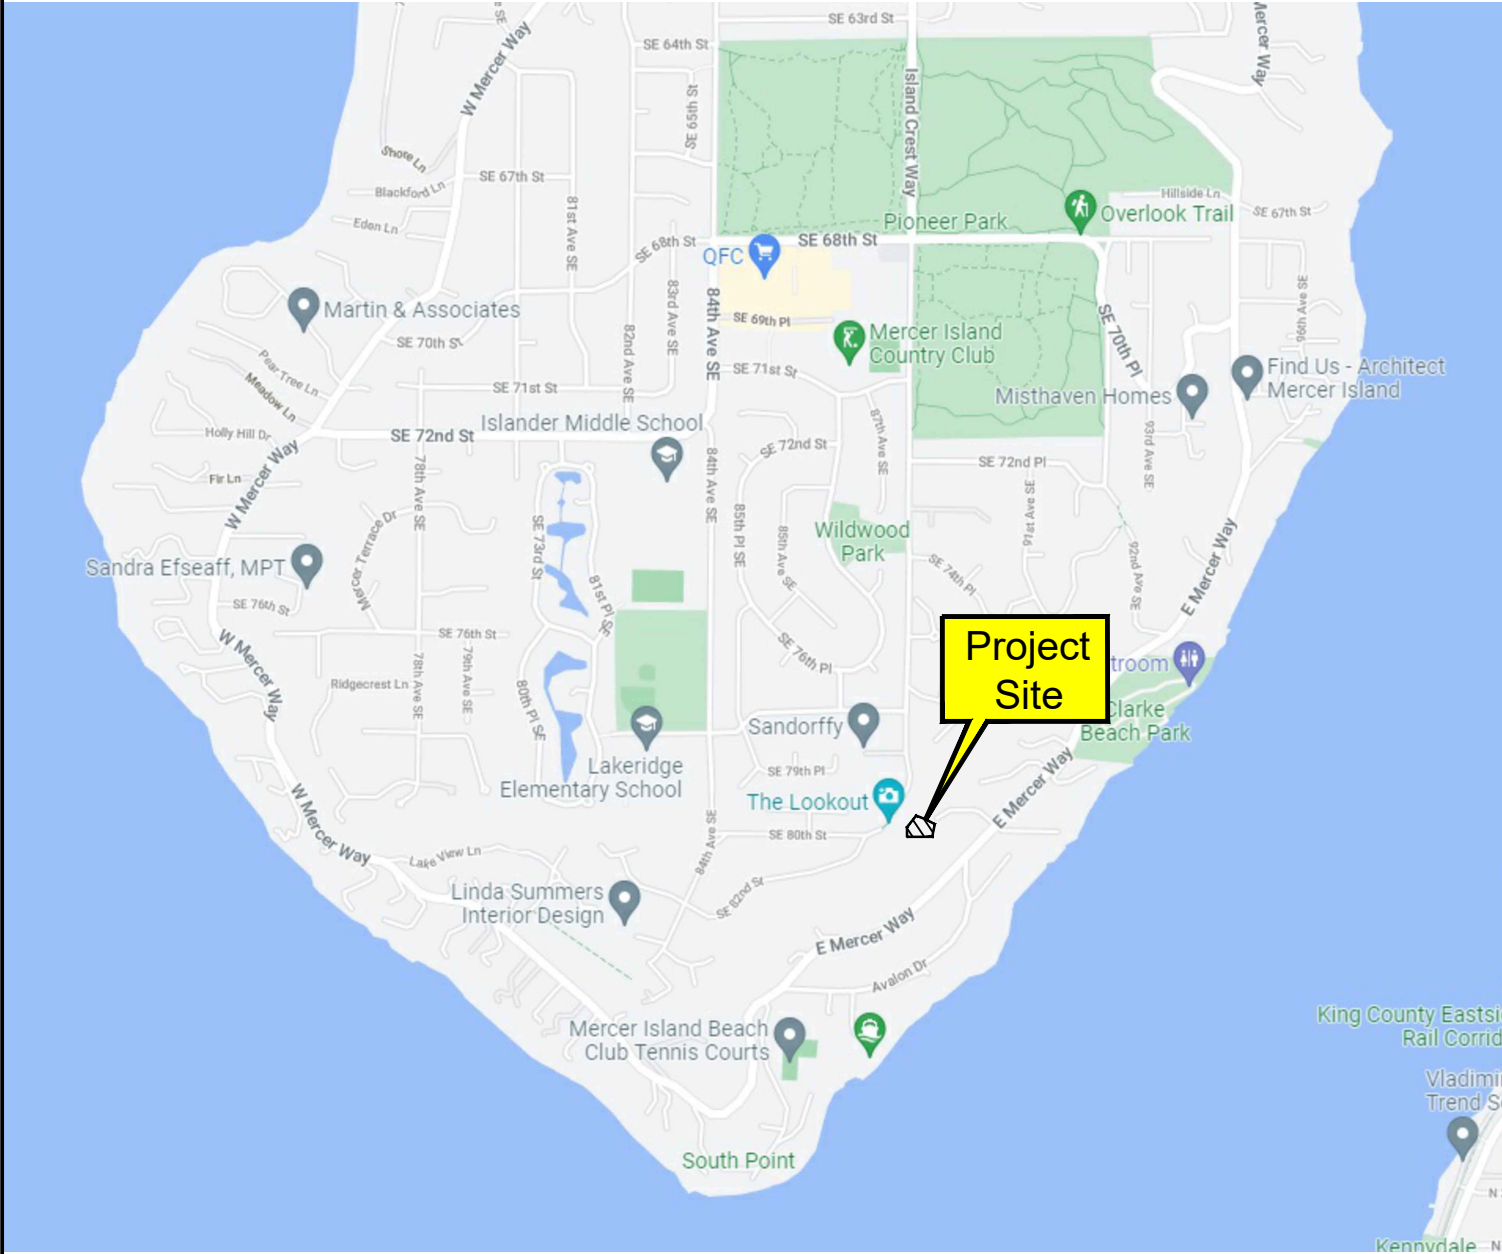 SE 63rd St
SE 64th St
W Mercer Way
SE
Mercer Way
SE 65th St
Island Crest Way
Shore Ln
Blackford Ln
SE 67th St
Eden Ln
81st Ave SE
SE 68th St
QFC
SE 68th St
Pioneer Park
Overlook Trail
Hillside Ln
SE 67th St
Martin & Associates
83rd Ave SE
84th Ave SE
SE 69th Pl
82nd Ave SE
SE 70th St
Mercer Island
Country Club
SE 70th Pl
96th Ave SE
Pear Tree Ln
Meadow Ln
SE 71st St
SE 71st St
Misthaven Homes
Find Us - Architect
Mercer Island
Holly Hill Dr
SE 72nd St
Islander Middle School
SE 72nd St
87th Ave SE
93rd Ave SE
SE 72nd Pl
Fir Ln
W Mercer Way
78th Ave SE
84th Ave SE
85th Pl SE
85th Ave SE
91st Ave SE
Mercer Terrace Dr
SE 73rd St
Wildwood
Park
SE 74th Pl
92nd Ave SE
E Mercer Way
Sandra Efseaff, MPT
81st Pl SE
SE 76th St
SE 76th St
W Mercer Way
78th Ave SE
79th Ave SE
SE 76th Pl
Project
Site
troom
Ridgecrest Ln
80th Pl SE
Clarke
Beach Park
Sandorffy
Lakeridge
Elementary School
SE 79th Pl
The Lookout
E Mercer Way
W Mercer Way
SE 80th St
84th Ave SE
Lake View Ln
SE 82nd St
Linda Summers
Interior Design
E Mercer Way
Avalon Dr
Mercer Island Beach
Club Tennis Courts
King County Eastsi
Rail Corrid
Vladimi
Trend S
South Point
N
Kennydale
N